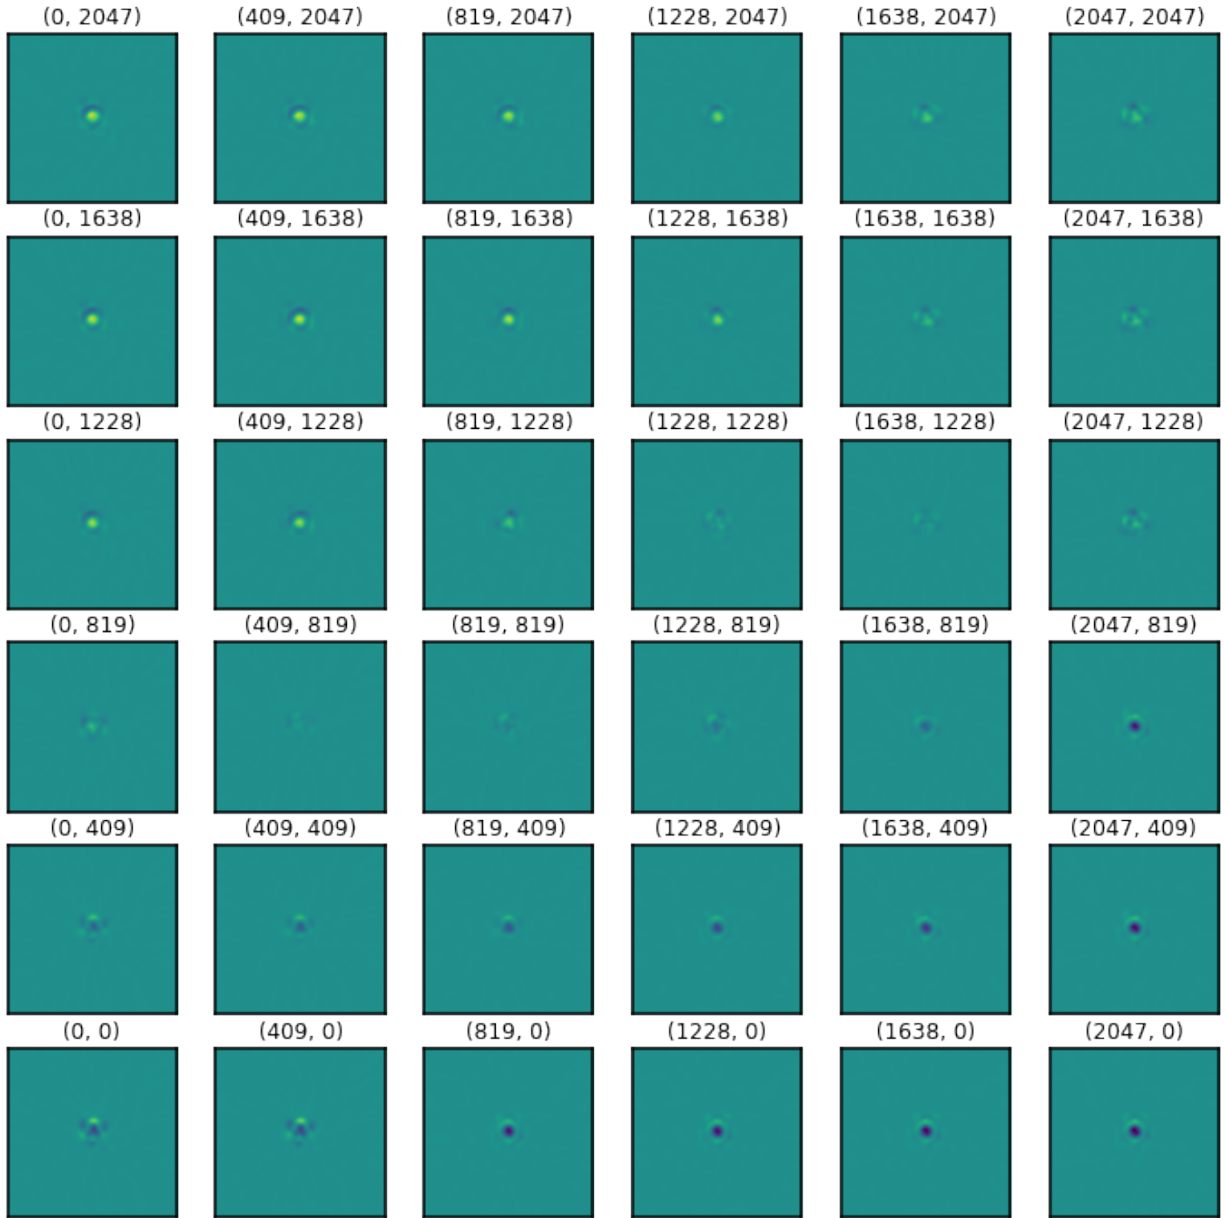 (0, 2047) (409, 2047) (819, 2047) (1228, 2047) (1638, 2047) (2047, 2047)
(0, 1638) (409, 1638) (819, 1638) (1228, 1638) (1638, 1638) (2047, 1638)
(0, 1228) (409, 1228) (819, 1228) (1228, 1228) (1638, 1228) (2047, 1228)
(0, 819) (409, 819) (819, 819) (1228, 819) (1638, 819) (2047, 819)
(0, 409) (409, 409) (819, 409) (1228, 409) (1638, 409) (2047, 409)
(0, 0) (409, 0) (819, 0) (1228, 0) (1638, 0) (2047, 0)